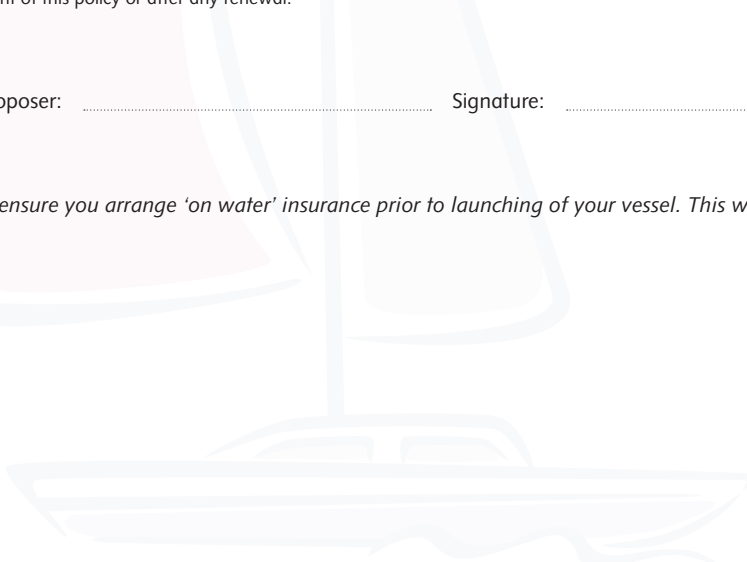 of this policy or after any renewal.
oposer: Signature:
ensure you arrange ‘on water’ insurance prior to launching of your vessel. This w